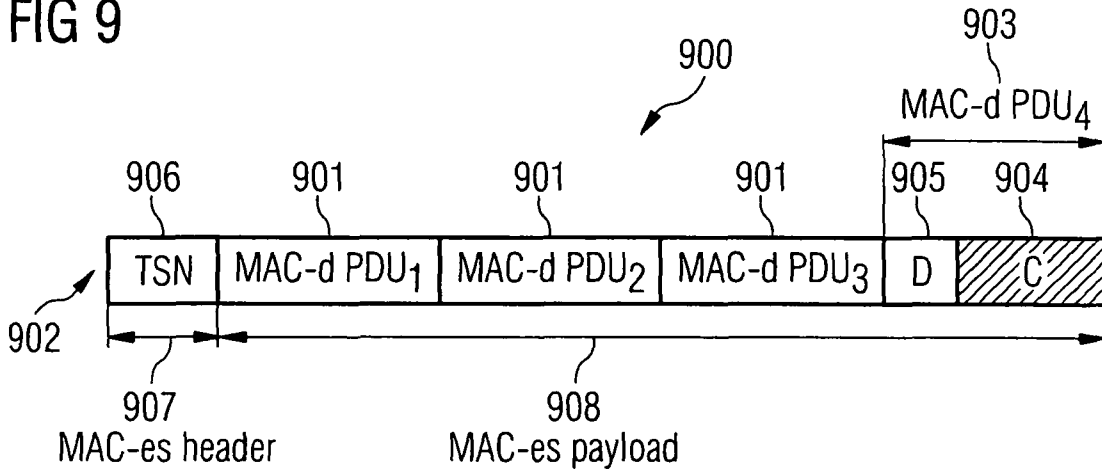 FIG 9
903
900
MAC-d PDU4
906 901 901 901 905 904
TSN MAC-d PDU1 MAC-d PDU2 MAC-d PDU3 D C
902
907 908
MAC-es header MAC-es payload